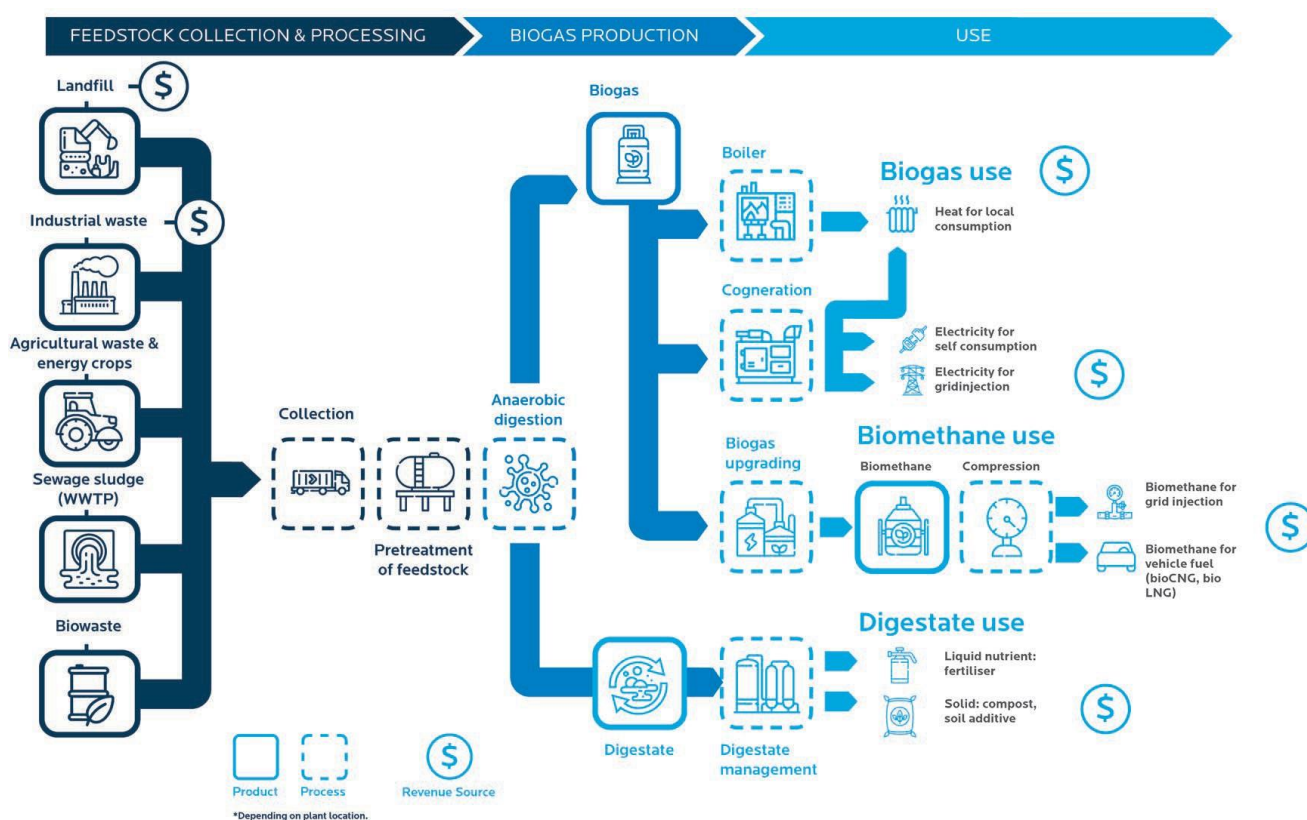 FEEDSTOCK COLLECTION & PROCESSING
BIOGAS PRODUCTION
USE
Landfill
$
Industrial waste
$
Agricultural waste &
energy crops
Sewage sludge
(WWTP)
Biowaste
Collection
Pretreatment
of feedstock
Anaerobic
digestion
Biogas
Boiler
Biogas use
$
Heat for local
consumption
Cogneration
Electricity for
self consumption
Electricity for
gridinjection
$
Biogas
upgrading
Biomethane use
Biomethane
Compression
Biomethane for
grid injection
Biomethane for
vehicle fuel
(bioCNG, bio
LNG)
$
Digestate
Digestate
management
Digestate use
Liquid nutrient:
fertiliser
Solid: compost,
soil additive
$
Product
Process
$
Revenue Source
*Depending on plant location.